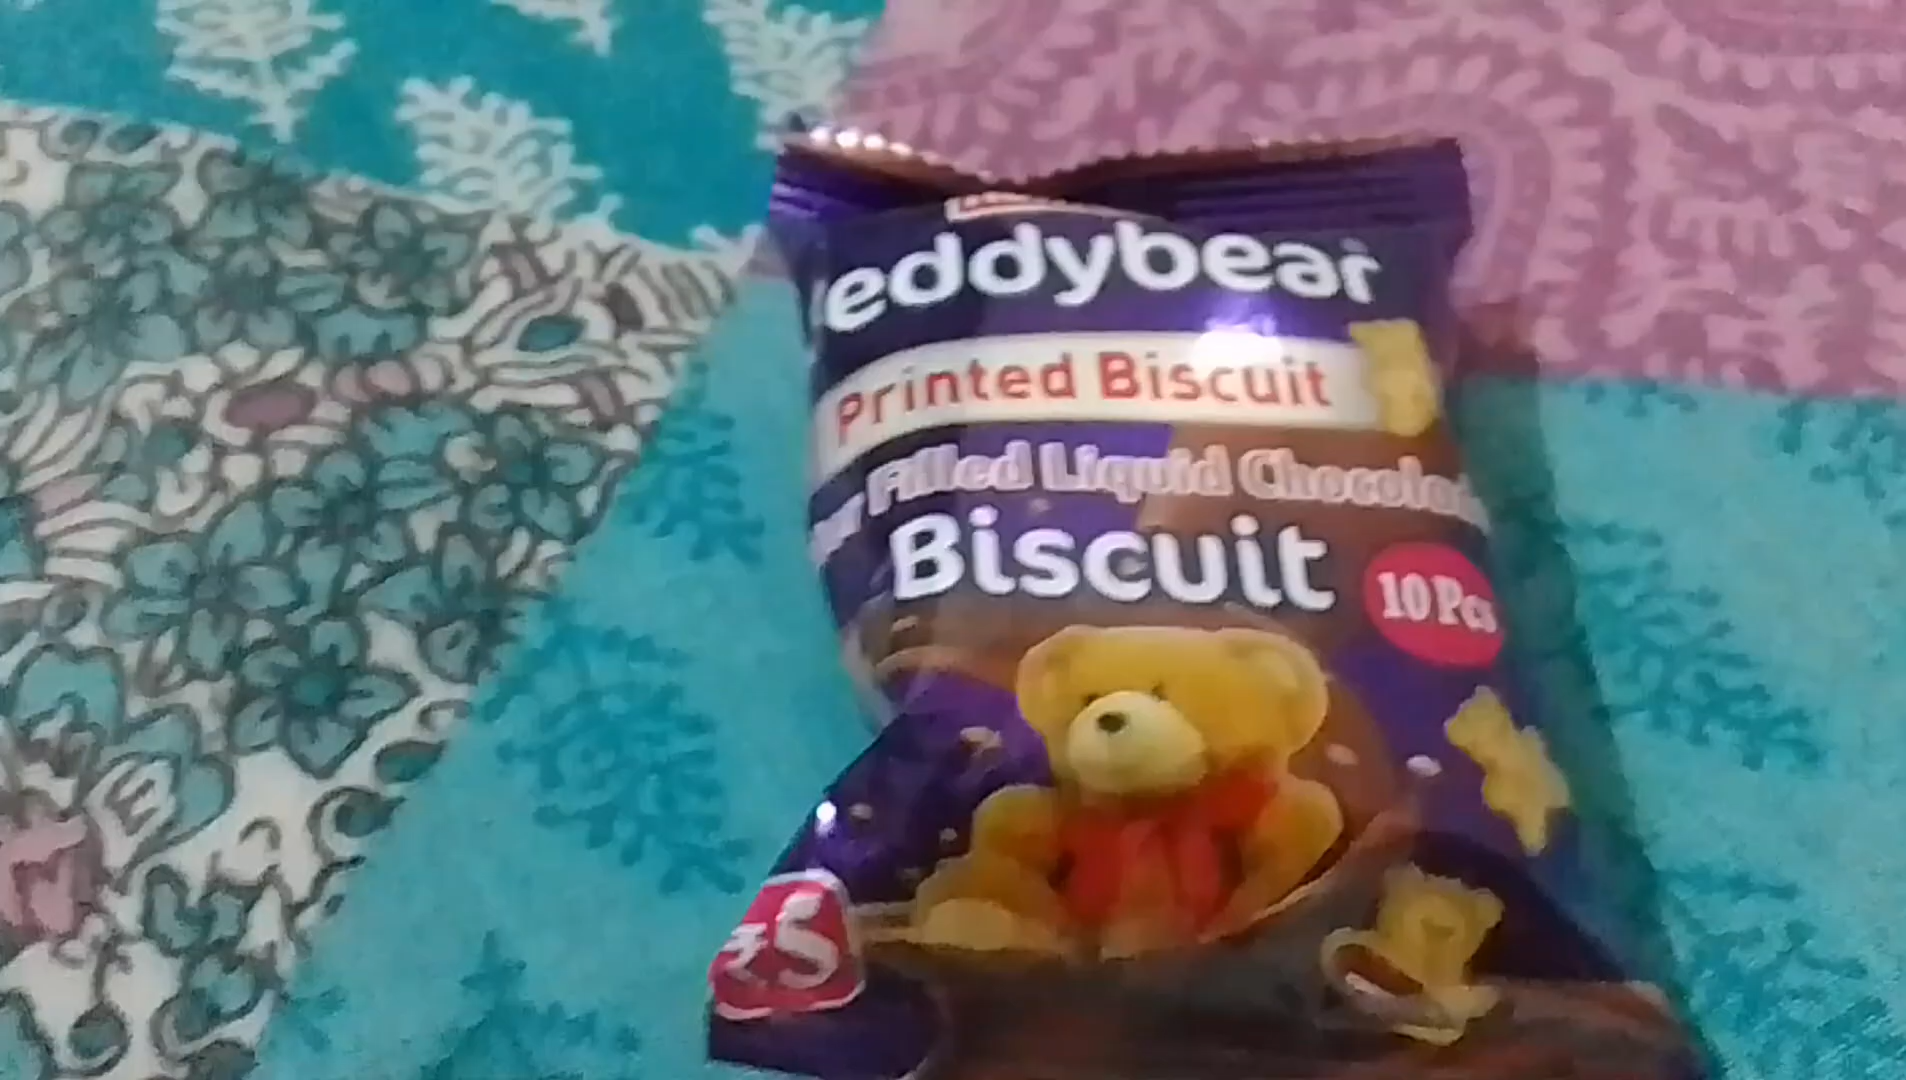 eddybear
Printed Biscuit
Filled Liquid Chocola
Biscuit
10 Pcs
₹5